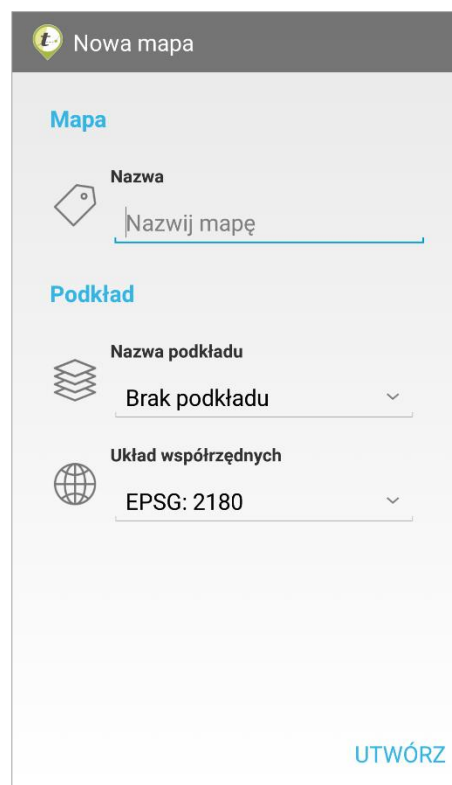 Nowa mapa
Mapa
Nazwa
Nazwij mapę
Podkład
Nazwa podkładu
Brak podkładu
Układ współrzędnych
EPSG: 2180
UTWÓRZ